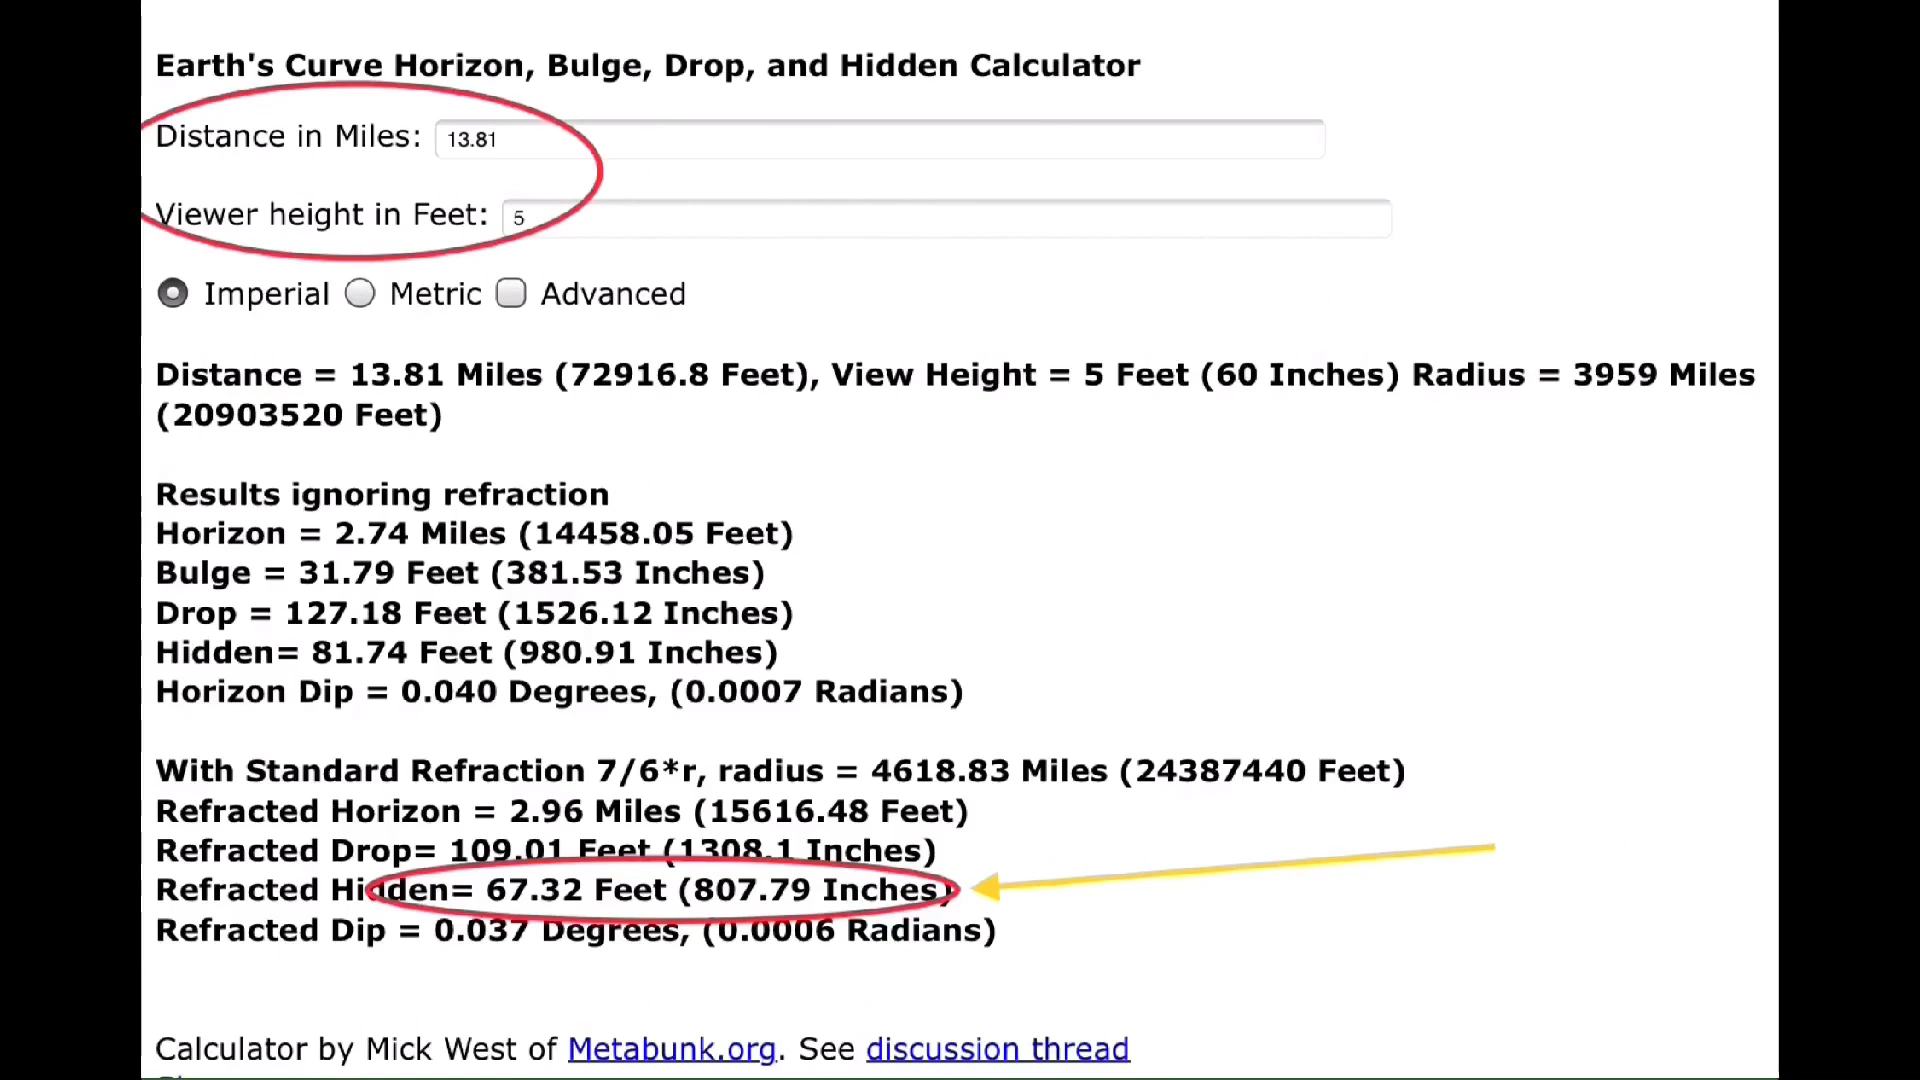 Earth's Curve Horizon, Bulge, Drop, and Hidden Calculator
Distance in Miles: 13.81
Viewer height in Feet: 5
Imperial Metric Advanced
Distance = 13.81 Miles (72916.8 Feet), View Height = 5 Feet (60 Inches) Radius = 3959 Miles
(20903520 Feet)
Results ignoring refraction
Horizon = 2.74 Miles (14458.05 Feet)
Bulge = 31.79 Feet (381.53 Inches)
Drop = 127.18 Feet (1526.12 Inches)
Hidden= 81.74 Feet (980.91 Inches)
Horizon Dip = 0.040 Degrees, (0.0007 Radians)
With Standard Refraction 7/6*r, radius = 4618.83 Miles (24387440 Feet)
Refracted Horizon = 2.96 Miles (15616.48 Feet)
Refracted Drop= 109.01 Feet (1308.1 Inches)
Refracted Hidden= 67.32 Feet (807.79 Inches)
Refracted Dip = 0.037 Degrees, (0.0006 Radians)
Calculator by Mick West of Metabunk.org. See discussion thread